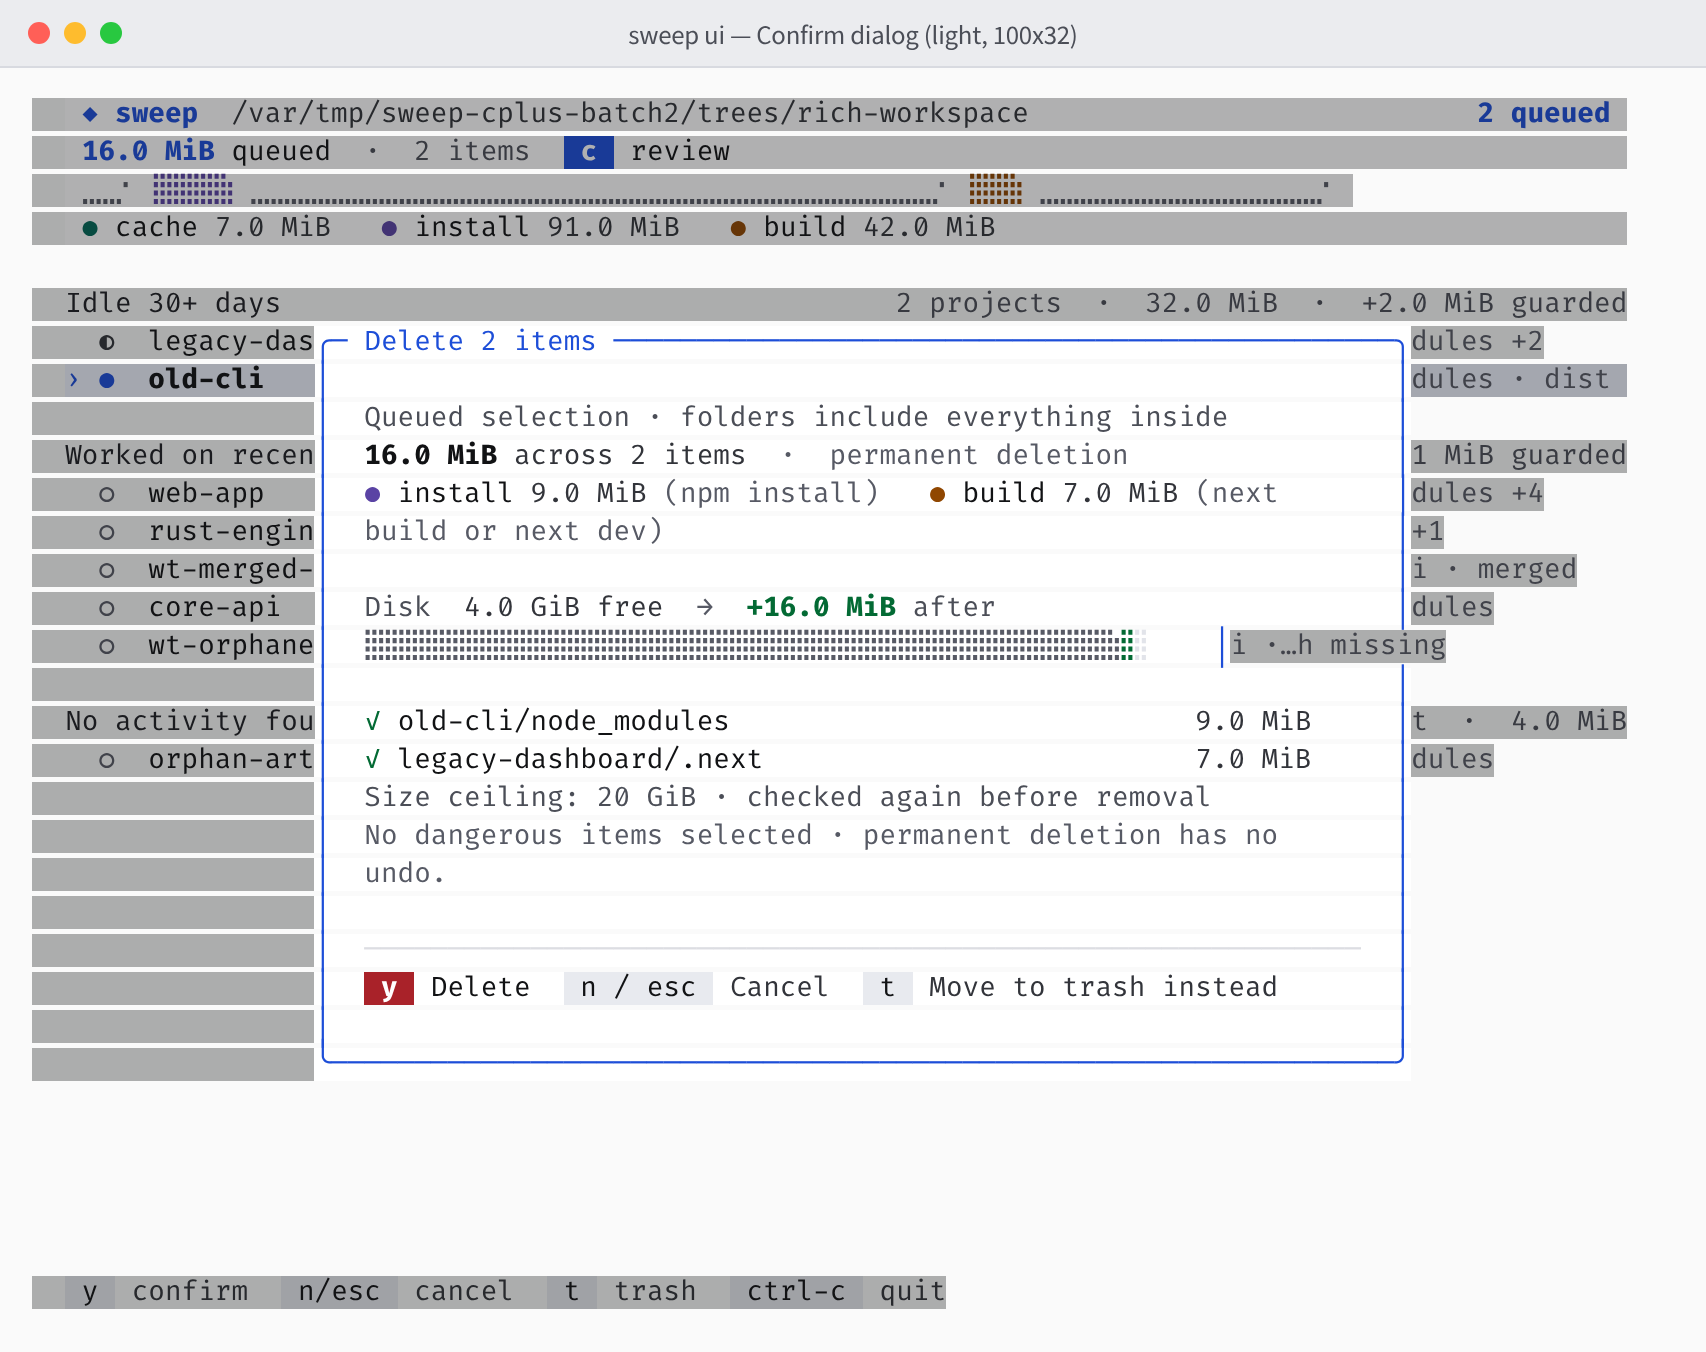 sweep ui — Confirm dialog (light, 100x32)
◆ sweep /var/tmp/sweep-cplus-batch2/trees/rich-workspace 2 queued
16.0 MiB queued · 2 items c review
● cache 7.0 MiB ● install 91.0 MiB ● build 42.0 MiB
Idle 30+ days 2 projects · 32.0 MiB · +2.0 MiB guarded
◐ legacy-das Delete 2 items dules +2
› ● old-cli dules · dist
Queued selection · folders include everything inside
Worked on recen 16.0 MiB across 2 items · permanent deletion 1 MiB guarded
○ web-app ● install 9.0 MiB (npm install) ● build 7.0 MiB (next dules +4
○ rust-engin build or next dev) +1
○ wt-merged- i · merged
○ core-api Disk 4.0 GiB free → +16.0 MiB after dules
○ wt-orphane i ·…h missing
No activity fou √ old-cli/node_modules 9.0 MiB t · 4.0 MiB
○ orphan-art √ legacy-dashboard/.next 7.0 MiB dules
Size ceiling: 20 GiB · checked again before removal
No dangerous items selected · permanent deletion has no
undo.
y Delete n / esc Cancel t Move to trash instead
y confirm n/esc cancel t trash ctrl-c quit